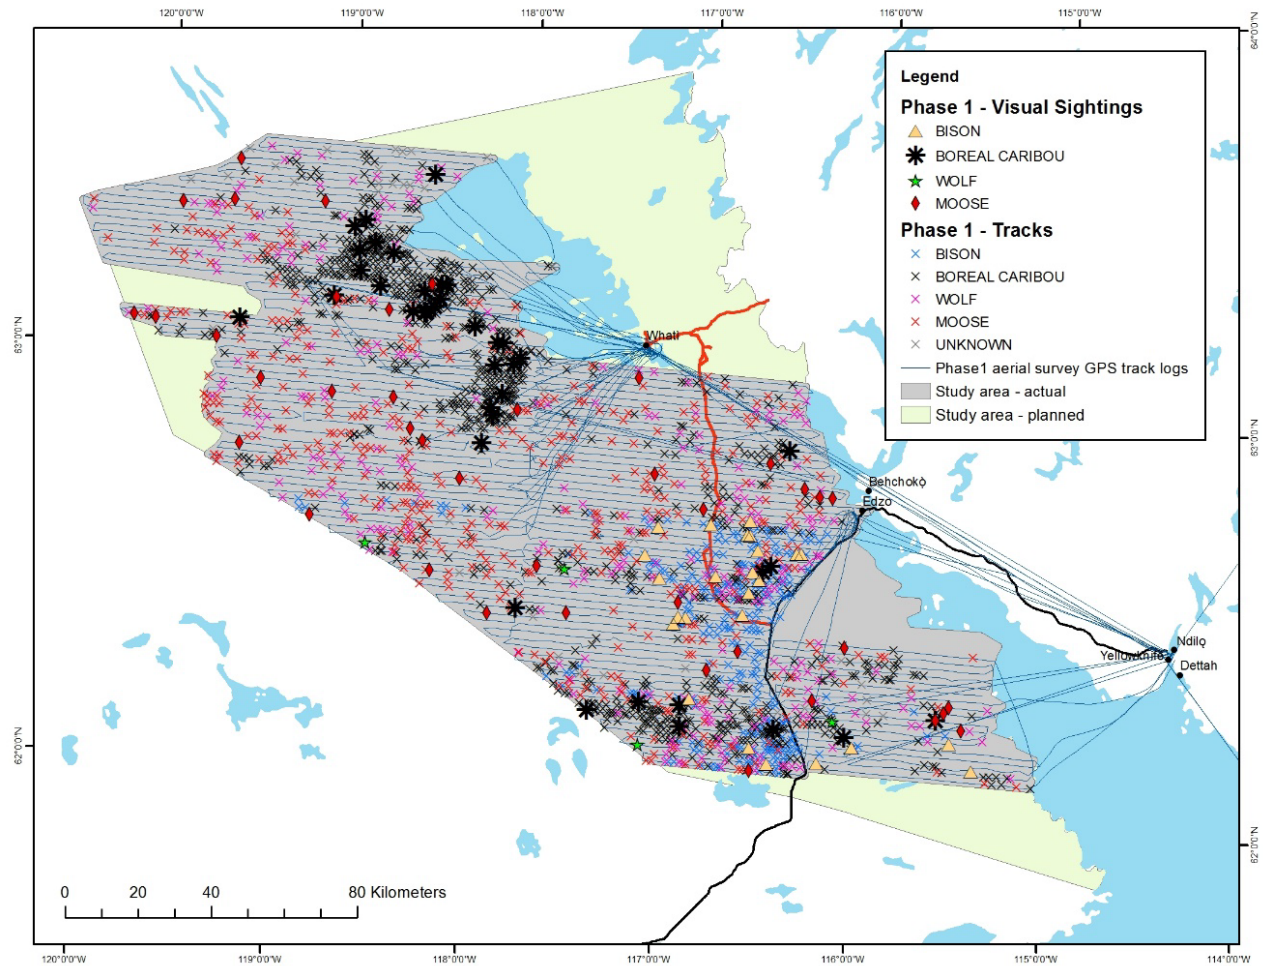 120°0'0"W 119°0'0"W 118°0'0"W 117°0'0"W 116°0'0"W 115°0'0"W
64°0'0"N
Legend
Phase 1 - Visual Sightings
BISON
BOREAL CARIBOU
WOLF
MOOSE
Phase 1 - Tracks
BISON
BOREAL CARIBOU
WOLF
MOOSE
UNKNOWN
Phase1 aerial survey GPS track logs
Study area - actual
Study area - planned
63°0'0"N
Whatì
63°0'0"N
Behchokǫ̀
Edzo
Ndilǫ
Yellowknife
Dettah
62°0'0"N
62°0'0"N
0 20 40 80 Kilometers
120°0'0"W 119°0'0"W 118°0'0"W 117°0'0"W 116°0'0"W 115°0'0"W 114°0'0"W